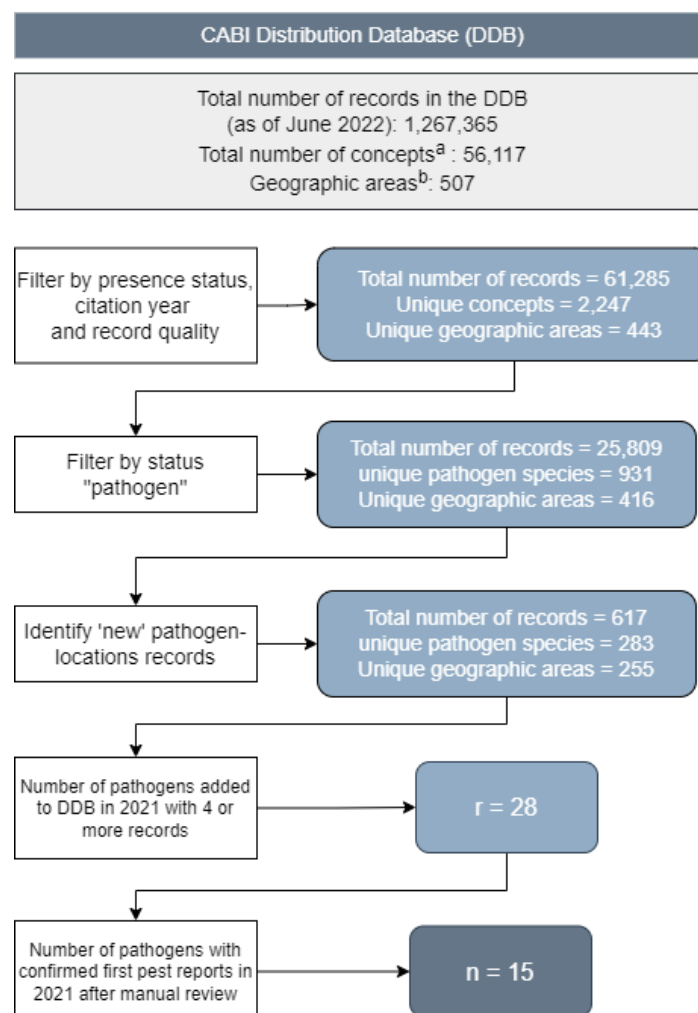 CABI Distribution Database (DDB)
Total number of records in the DDB
(as of June 2022): 1,267,365
Total number of conceptsᵃ : 56,117
Geographic areasᵇ: 507
Filter by presence status,
citation year
and record quality
Total number of records = 61,285
Unique concepts = 2,247
Unique geographic areas = 443
Filter by status
"pathogen"
Total number of records = 25,809
unique pathogen species = 931
Unique geographic areas = 416
Identify 'new' pathogen-
locations records
Total number of records = 617
unique pathogen species = 283
Unique geographic areas = 255
Number of pathogens added
to DDB in 2021 with 4 or
more records
r = 28
Number of pathogens with
confirmed first pest reports in
2021 after manual review
n = 15